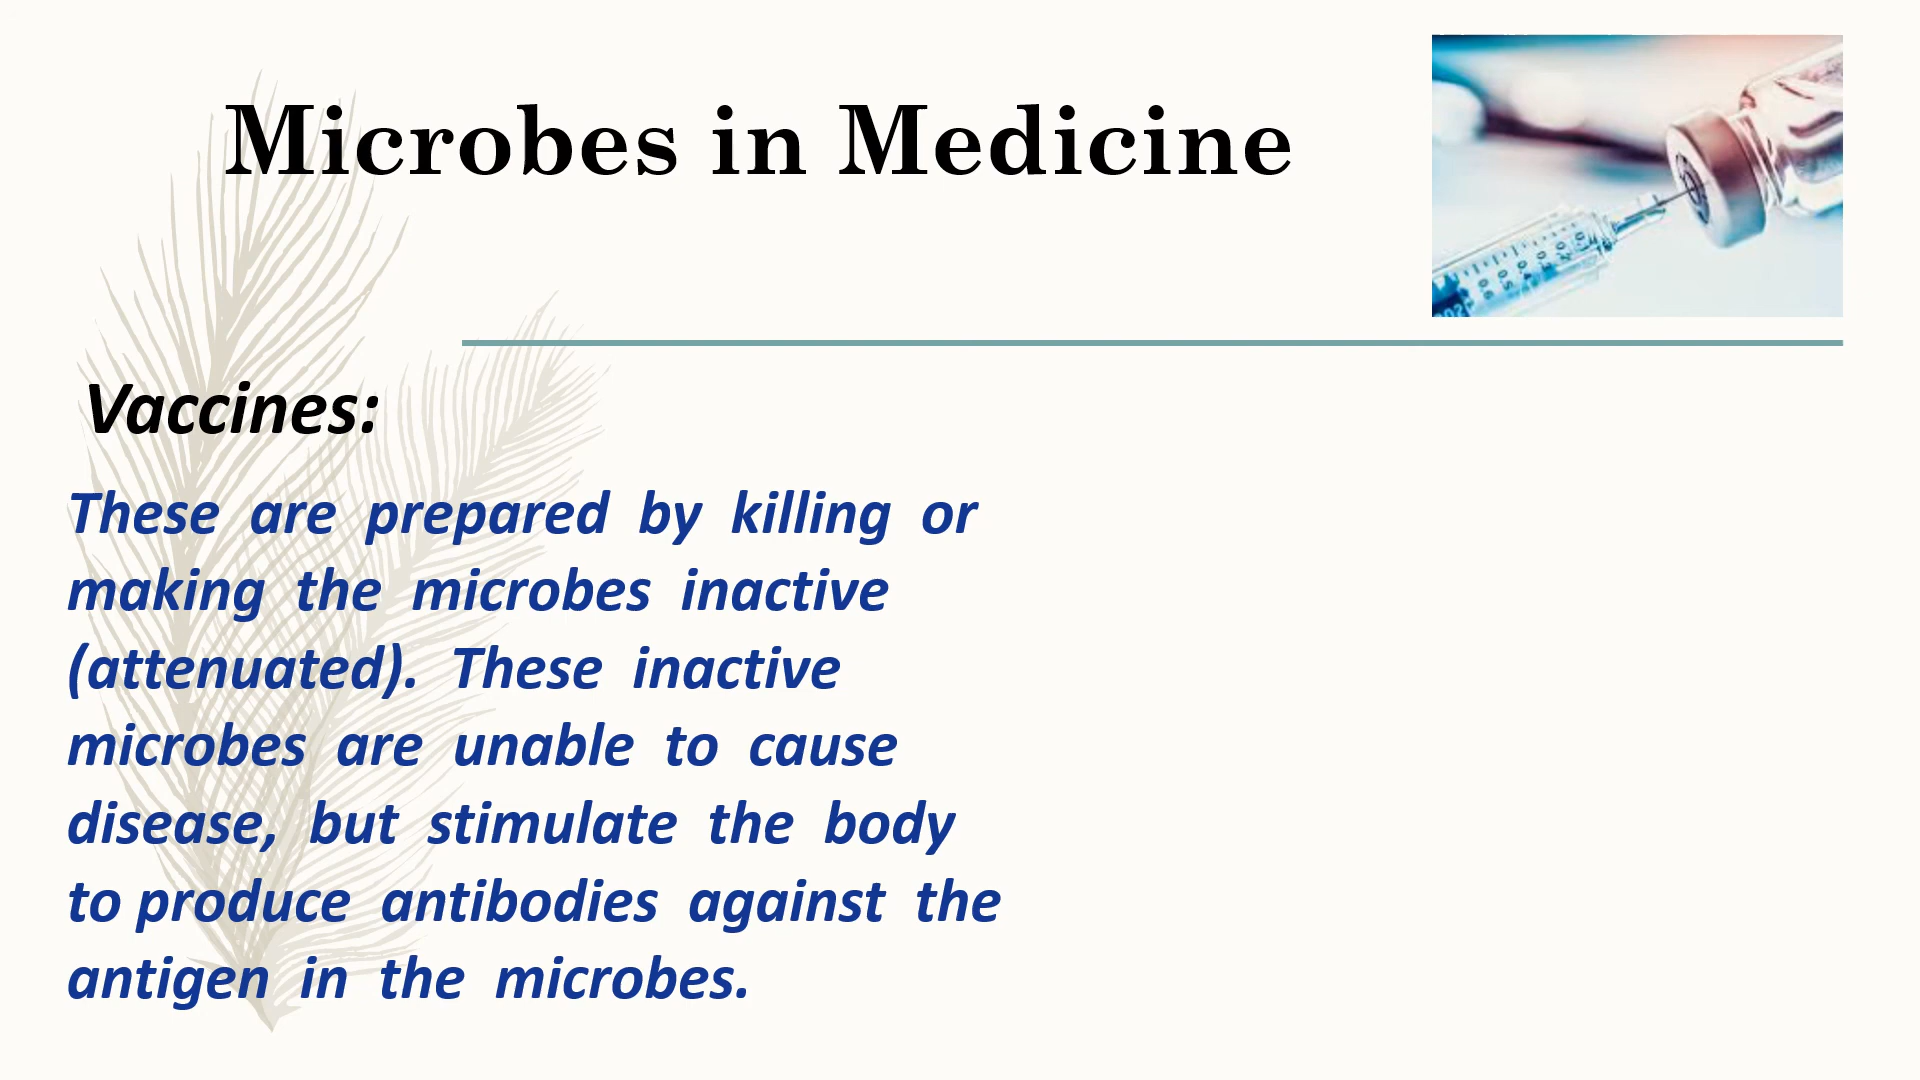 Microbes in Medicine
Vaccines:
These are prepared by killing or
making the microbes inactive
(attenuated). These inactive
microbes are unable to cause
disease, but stimulate the body
to produce antibodies against the
antigen in the microbes.